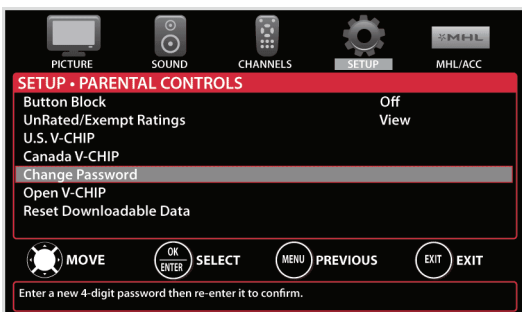 MHL
PICTURE SOUND CHANNELS SETUP MHL/ACC
SETUP • PARENTAL CONTROLS
Button Block Off
UnRated/Exempt Ratings View
U.S. V-CHIP
Canada V-CHIP
Change Password
Open V-CHIP
Reset Downloadable Data
MOVE OK ENTER SELECT MENU PREVIOUS EXIT EXIT
Enter a new 4-digit password then re-enter it to confirm.